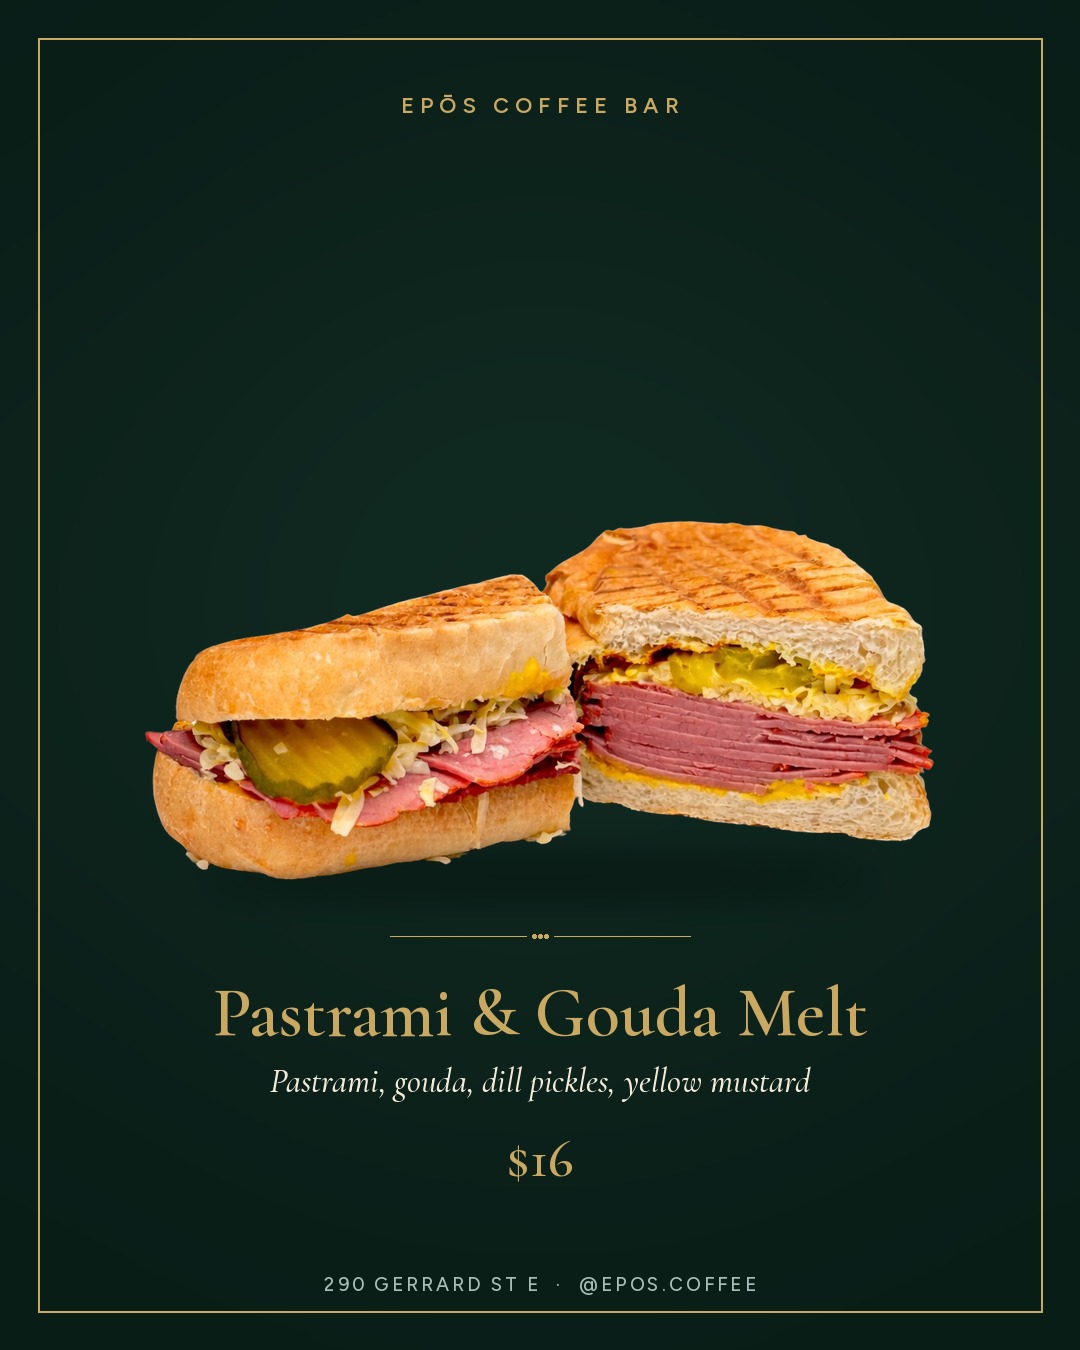 EPŌS COFFEE BAR
Pastrami & Gouda Melt
Pastrami, gouda, dill pickles, yellow mustard
$16
290 GERRARD ST E · @EPOS.COFFEE